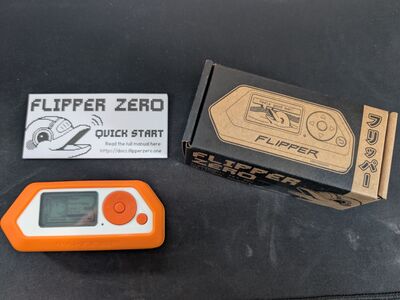 FLIPPER ZERO
QUICK START
Read the full manual here:
https://docs.flipperzero.one
FLIPPER
フリッパー
FLIPPER
ZERO